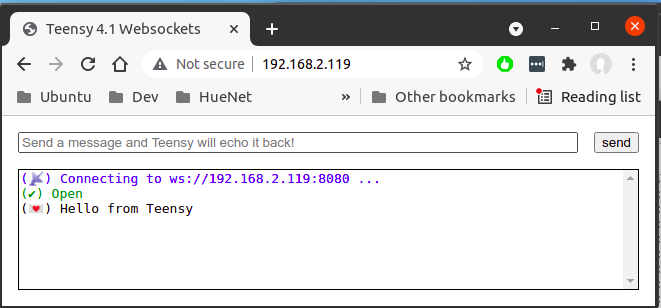 Teensy 4.1 Websockets
Not secure 192.168.2.119
Ubuntu Dev HueNet » Other bookmarks Reading list
Send a message and Teensy will echo it back! send
(📡) Connecting to ws://192.168.2.119:8080 ...
(✔) Open
(💌) Hello from Teensy